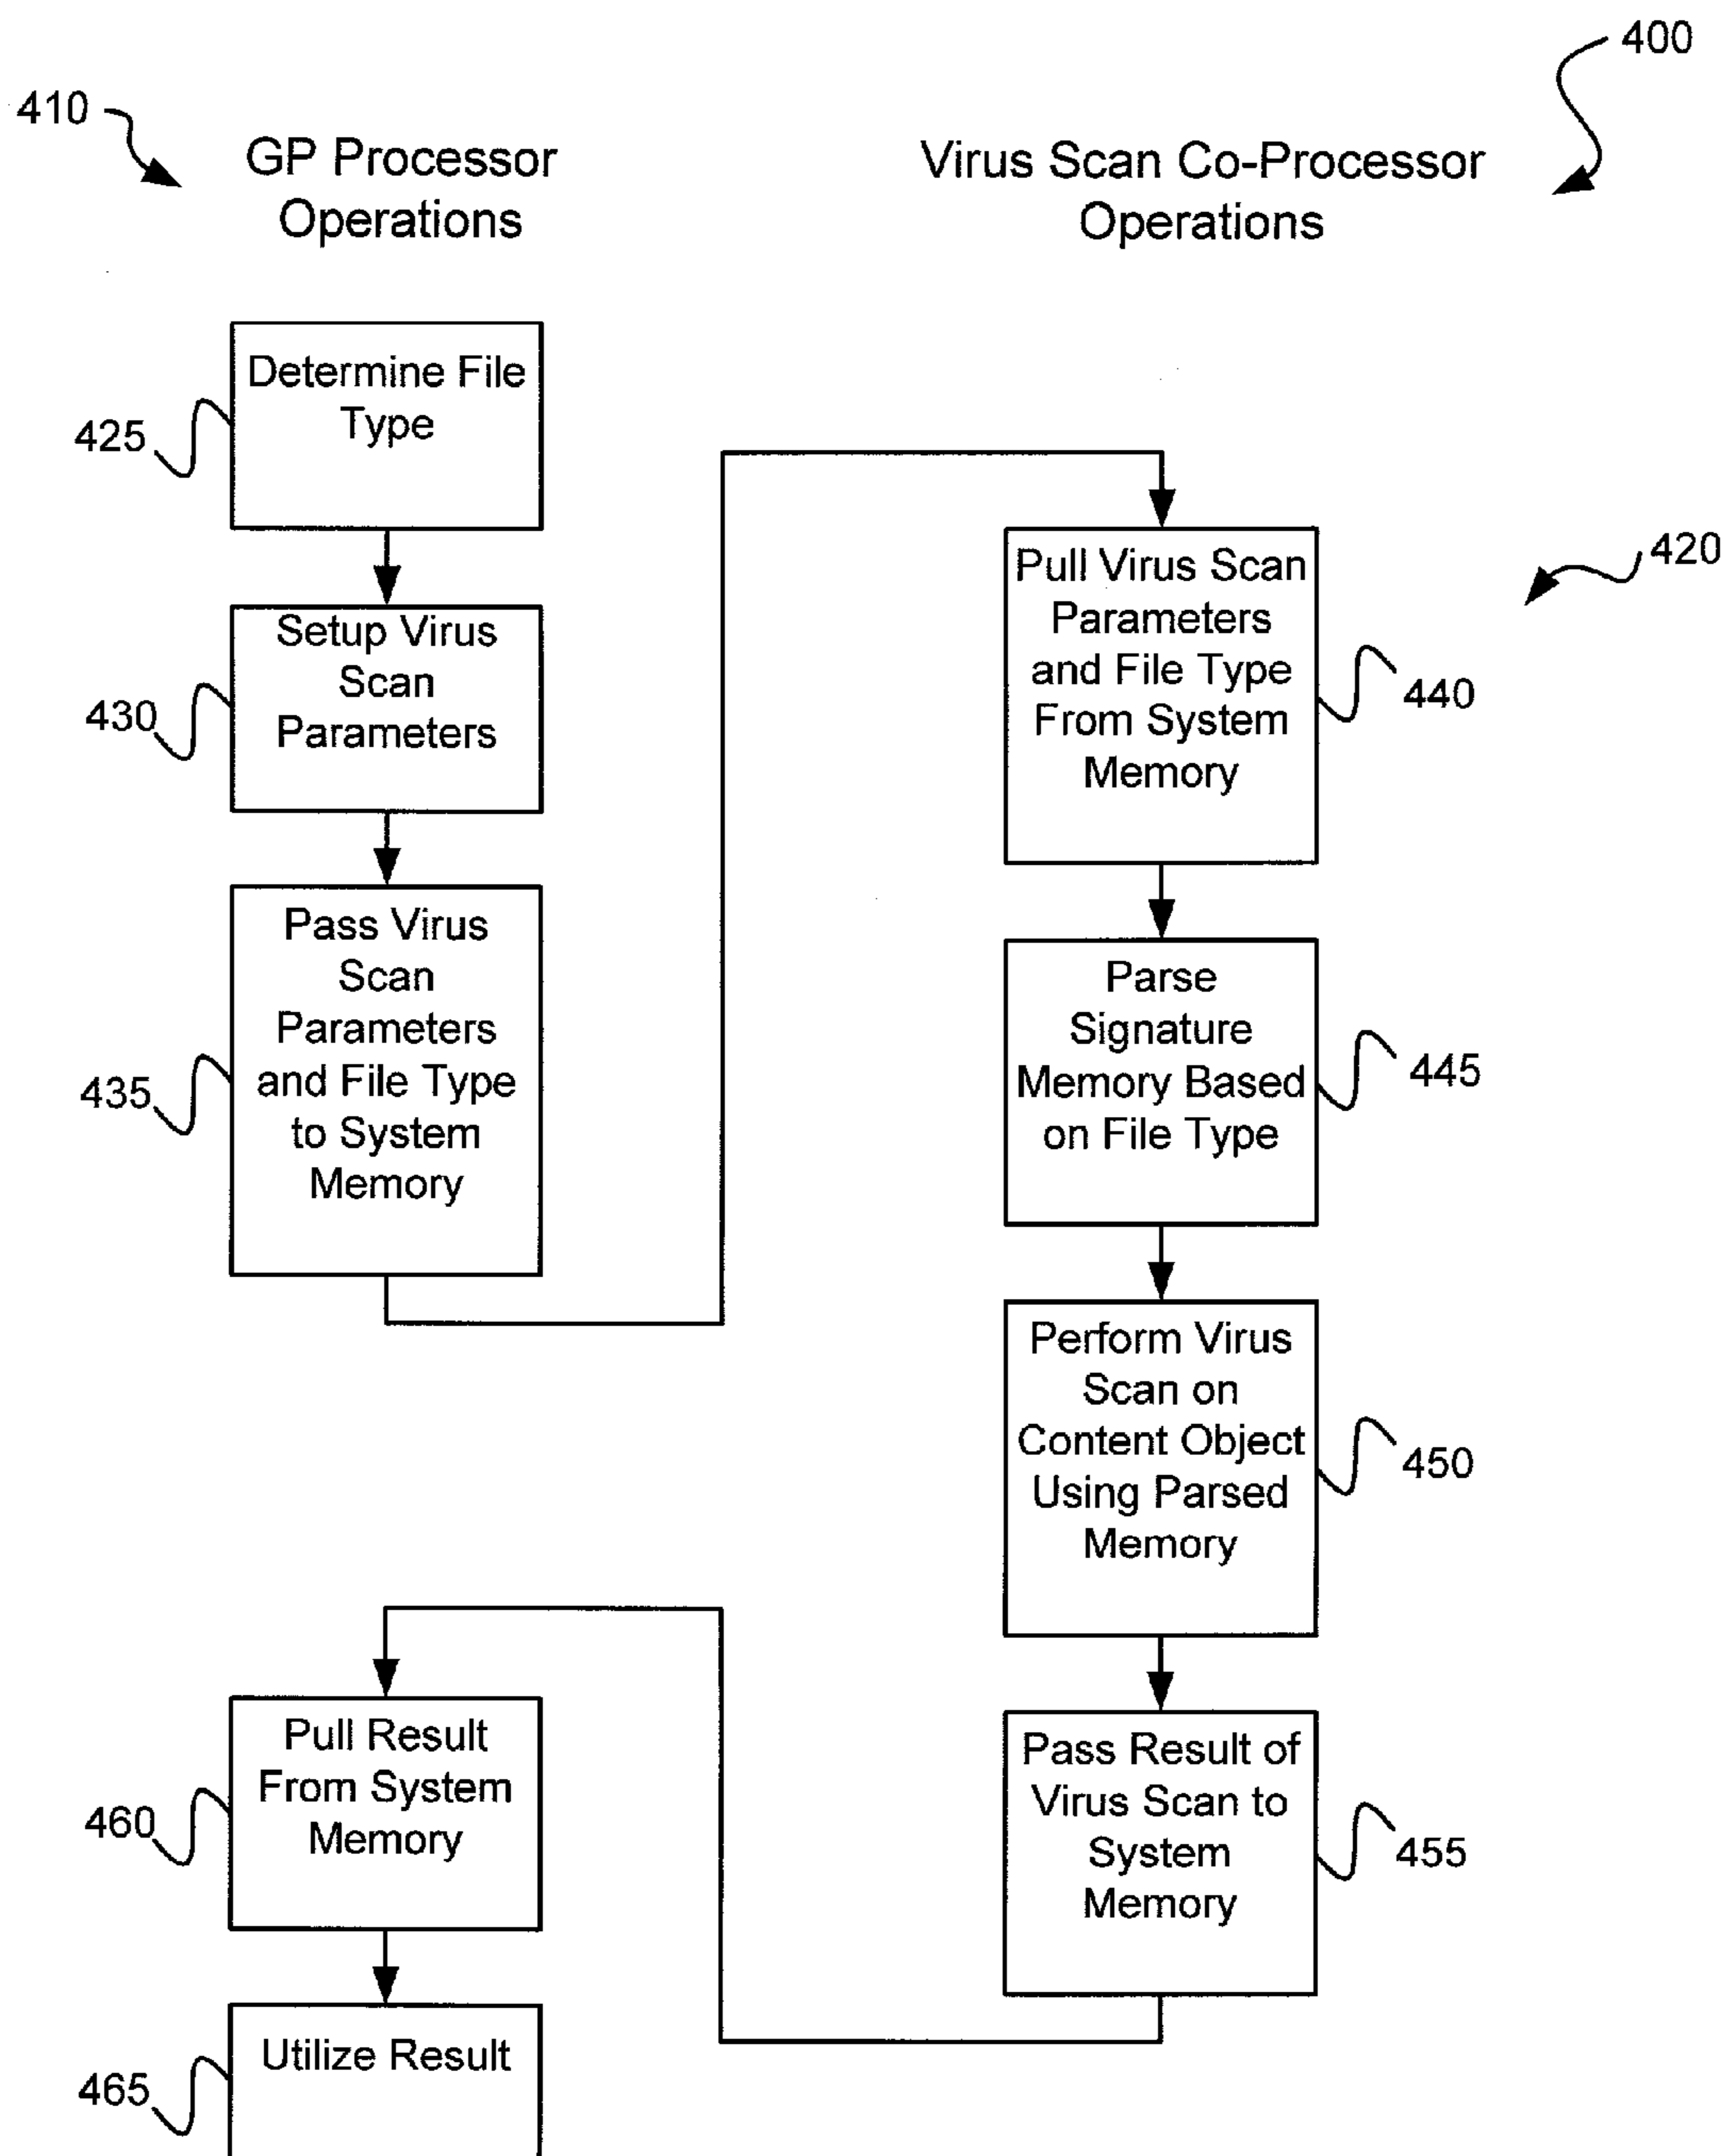 400
410
GP Processor
Operations
Virus Scan Co-Processor
Operations
Determine File
Type
425
Setup Virus
Scan
Parameters
430
Pass Virus
Scan
Parameters
and File Type
to System
Memory
435
420
Pull Virus Scan
Parameters
and File Type
From System
Memory
440
Parse
Signature
Memory Based
on File Type
445
Perform Virus
Scan on
Content Object
Using Parsed
Memory
450
Pass Result of
Virus Scan to
System
Memory
455
Pull Result
From System
Memory
460
Utilize Result
465